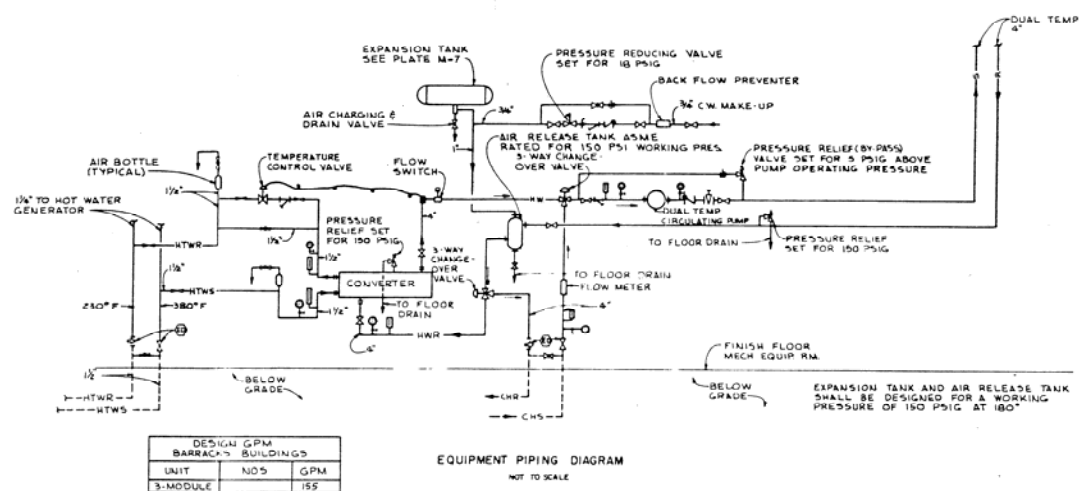 DUAL TEMP
4"
EXPANSION TANK
SEE PLATE M-7
PRESSURE REDUCING VALVE
SET FOR 18 PSIG
BACK FLOW PREVENTER
3/4"
3/4" C.W. MAKE-UP
S
R
AIR CHARGING &
DRAIN VALVE
1"
AIR RELEASE TANK ASME
RATED FOR 150 PSI WORKING PRES.
3-WAY CHANGE-
OVER VALVE
PRESSURE RELIEF (BY-PASS)
VALVE SET FOR 5 PSIG ABOVE
PUMP OPERATING PRESSURE
AIR BOTTLE
(TYPICAL)
TEMPERATURE
CONTROL VALVE
FLOW
SWITCH
1 1/2"
HW
1 1/2" TO HOT WATER
GENERATOR
4"
PRESSURE
RELIEF SET
FOR 150 PSIG
DUAL TEMP
CIRCULATING PUMP
1 1/2"
HTWR
TO FLOOR DRAIN
PRESSURE RELIEF
SET FOR 150 PSIG
3-WAY
CHANGE-
OVER
VALVE
1 1/2"
1 1/2"
HTWS
CONVERTER
TO FLOOR DRAIN
FLOW METER
230°F
380°F
1 1/2"
TO FLOOR
DRAIN
4"
HWR
4"
FINISH FLOOR
MECH EQUIP. RM.
1 1/2
HTWR
HTWS
BELOW
GRADE
CHR
CHS
BELOW
GRADE
EXPANSION TANK AND AIR RELEASE TANK
SHALL BE DESIGNED FOR A WORKING
PRESSURE OF 150 PSIG AT 180°
DESIGN GPM
BARRACKS BUILDINGS
UNIT NOS GPM
3-MODULE 155
EQUIPMENT PIPING DIAGRAM
NOT TO SCALE